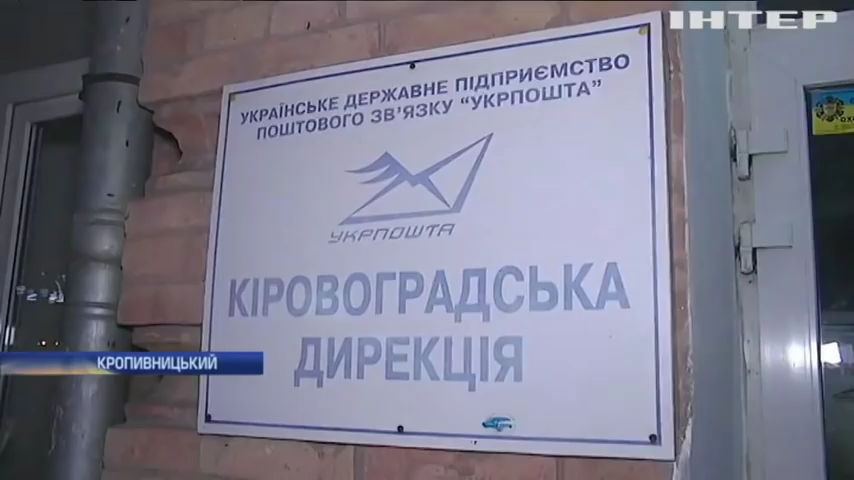 ІНТЕР
УКРАЇНСЬКЕ ДЕРЖАВНЕ ПІДПРИЄМСТВО
ПОШТОВОГО ЗВ'ЯЗКУ “УКРПОШТА”
УКРПОШТА
КІРОВОГРАДСЬКА
ДИРЕКЦІЯ
КРОПИВНИЦЬКИЙ